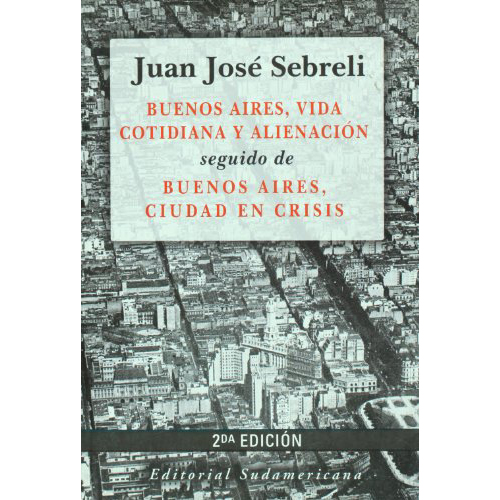 Juan José Sebreli
BUENOS AIRES, VIDA
COTIDIANA Y ALIENACIÓN
seguido de
BUENOS AIRES,
CIUDAD EN CRISIS
2DA EDICIÓN
Editorial Sudamericana